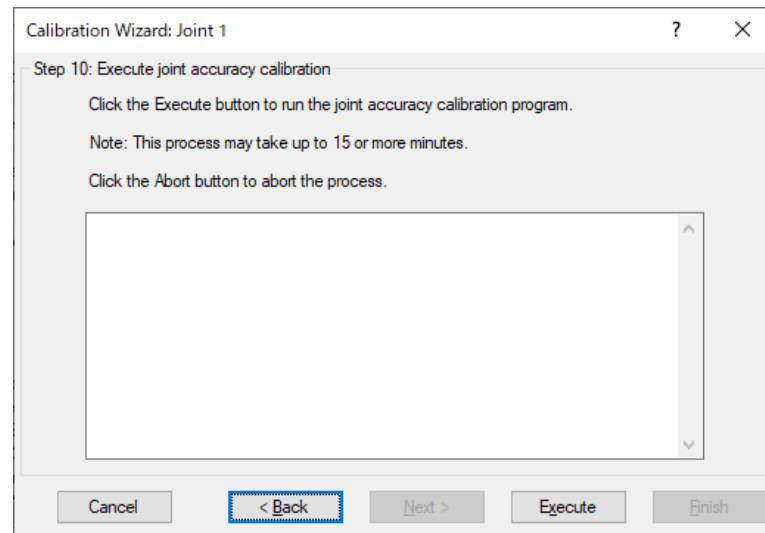 Calibration Wizard: Joint 1 ?
Step 10: Execute joint accuracy calibration
Click the Execute button to run the joint accuracy calibration program.
Note: This process may take up to 15 or more minutes.
Click the Abort button to abort the process.
Cancel < Back Next > Execute Finish